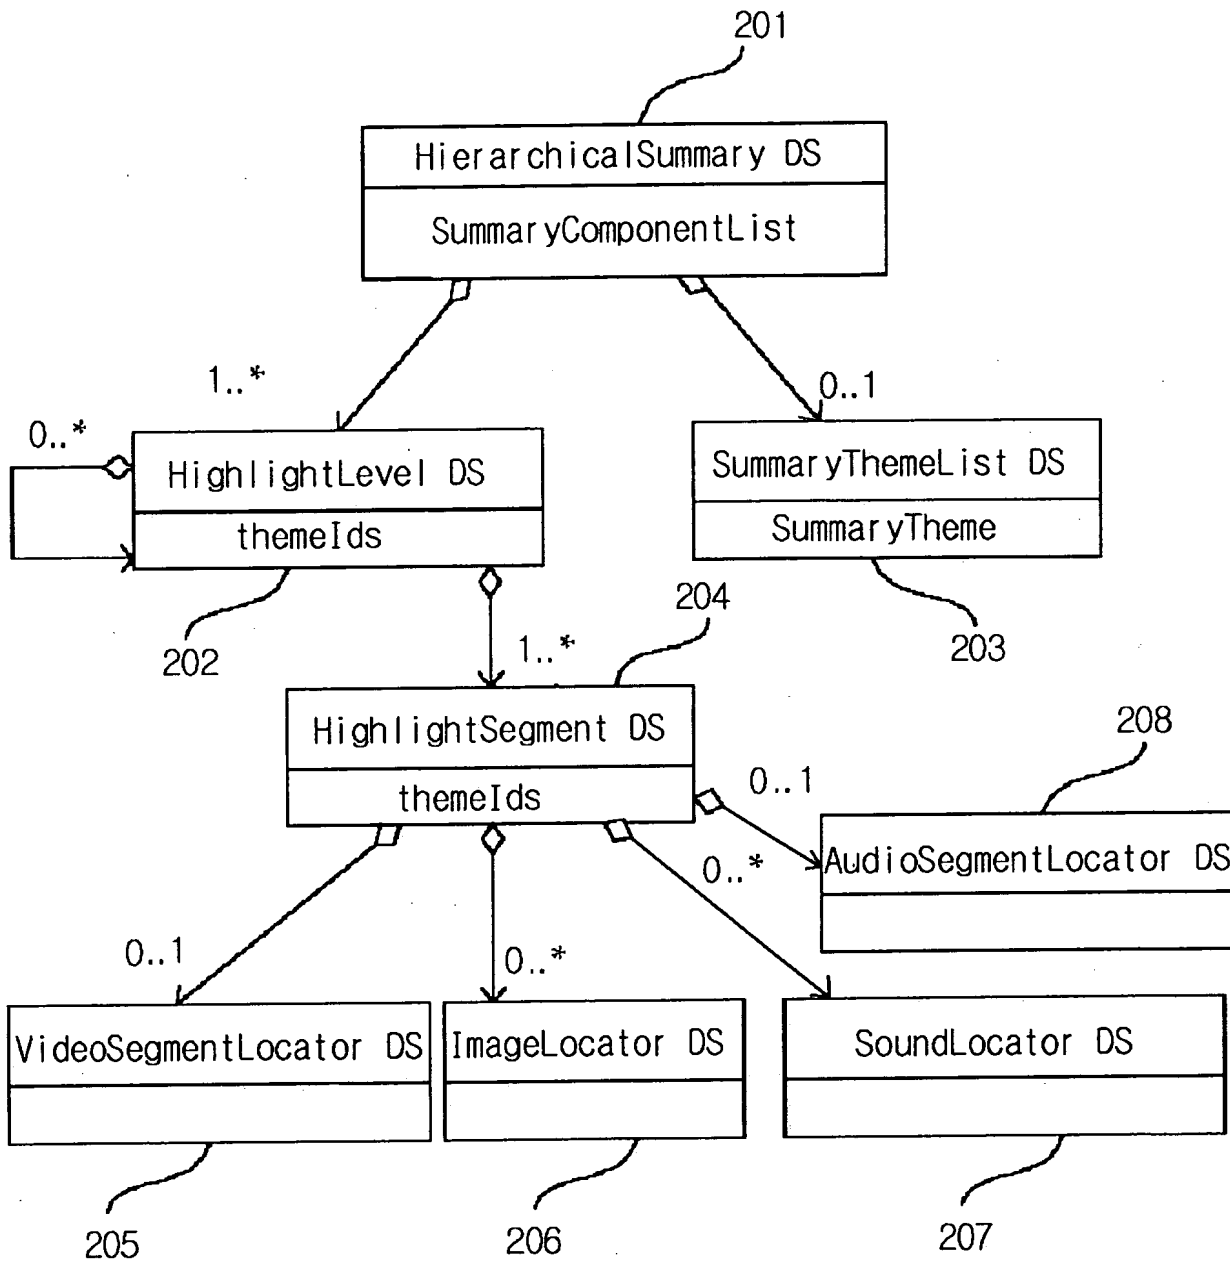 201
HierarchicalSummary DS
SummaryComponentList
1..*
0..1
0..*
HighlightLevel DS
themeIds
SummaryThemeList DS
SummaryTheme
202
204
203
1..*
HighlightSegment DS
themeIds
208
0..1
AudioSegmentLocator DS
0..*
0..1
0..*
VideoSegmentLocator DS
ImageLocator DS
SoundLocator DS
205
206
207